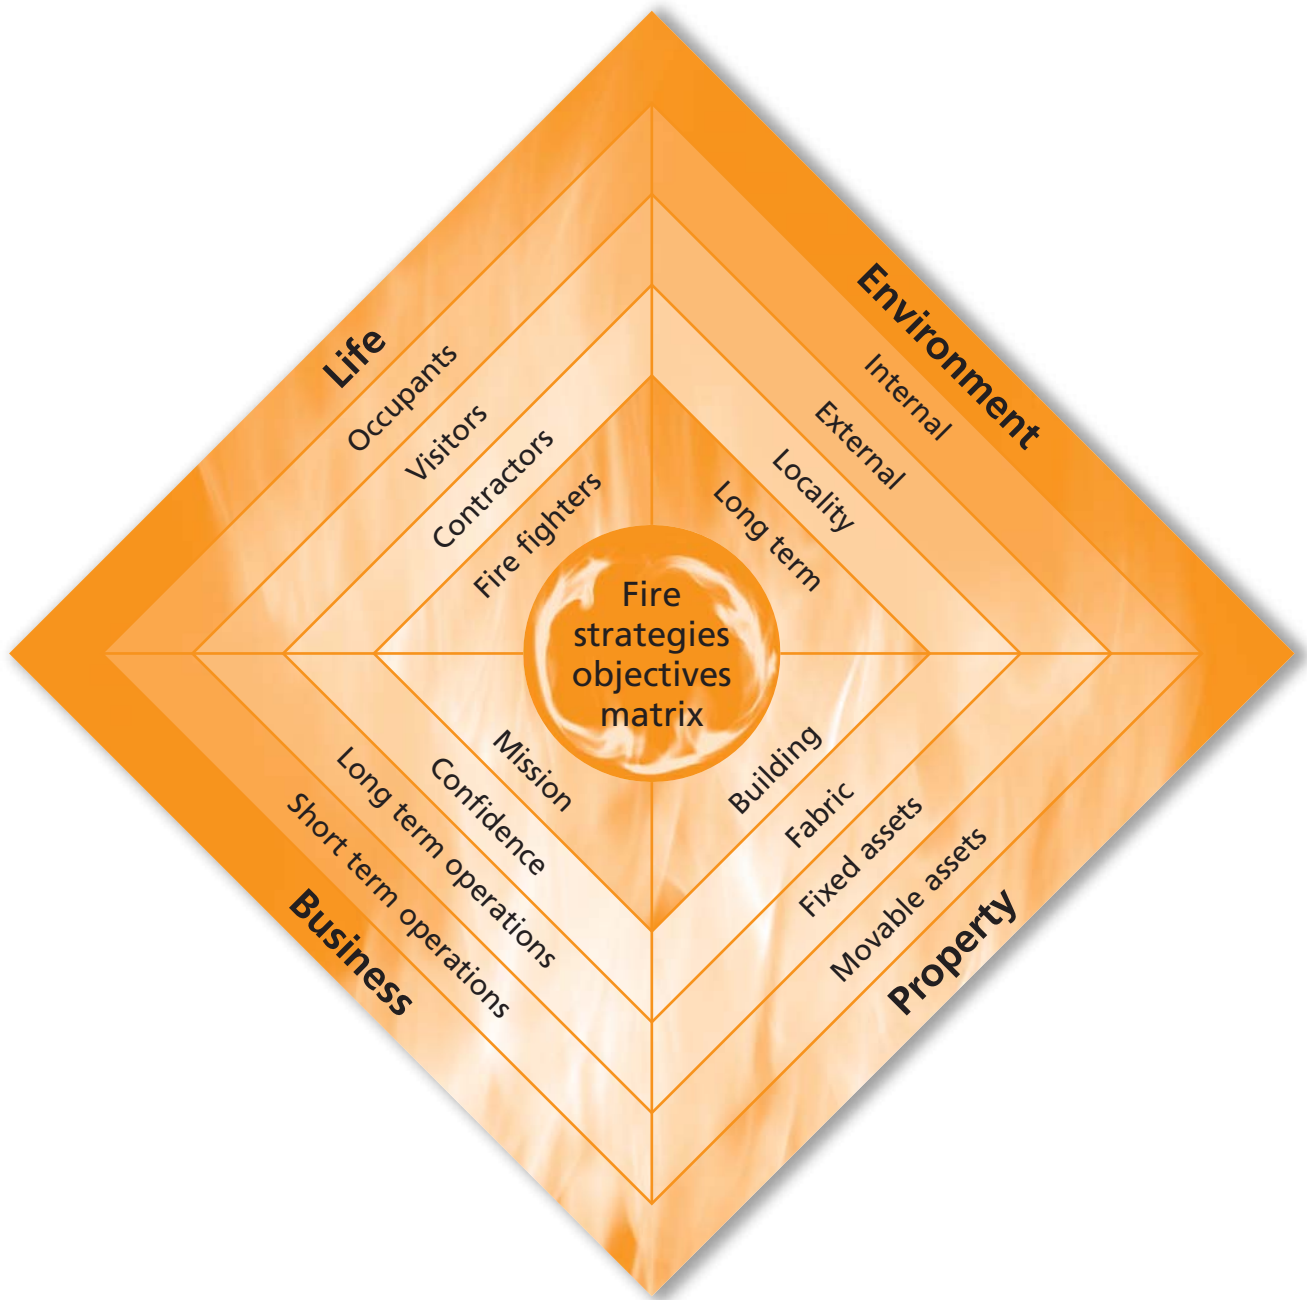 Life
Occupants
Visitors
Contractors
Fire fighters
Environment
Internal
External
Locality
Long term
Fire
strategies
objectives
matrix
Mission
Confidence
Long term operations
Short term operations
Business
Building
Fabric
Fixed assets
Movable assets
Property